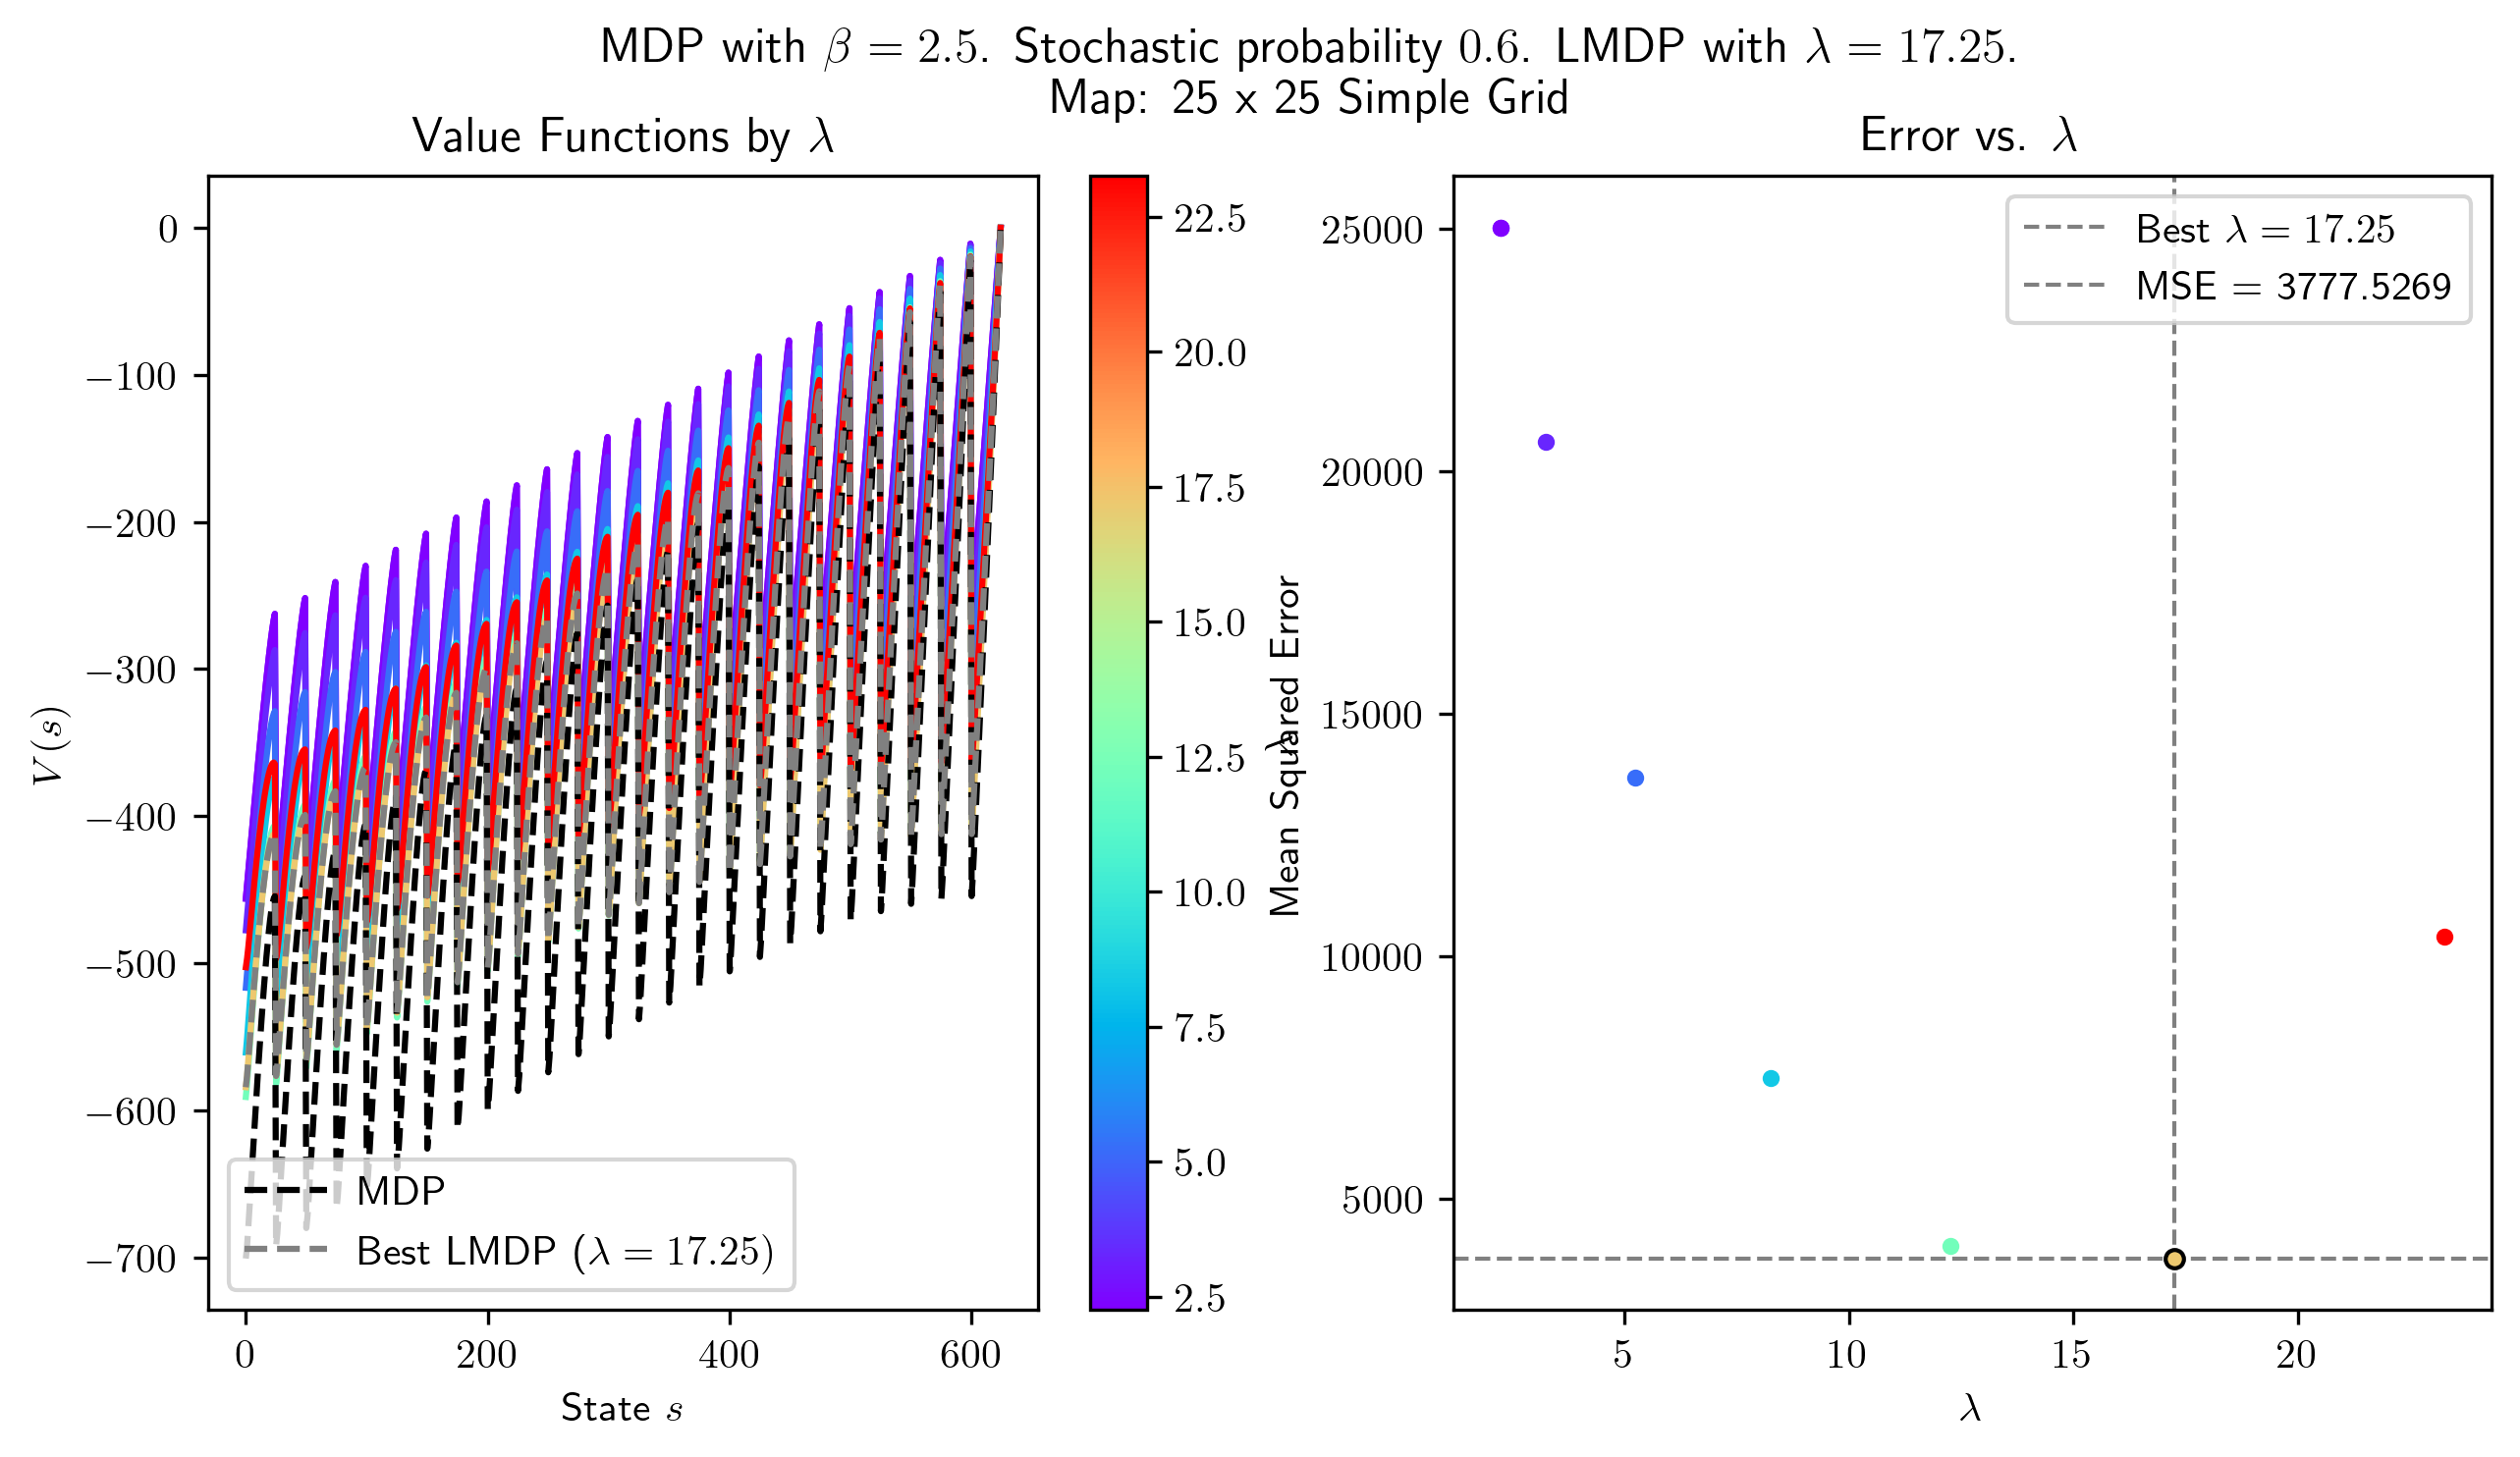 MDP with β = 2.5. Stochastic probability 0.6. LMDP with λ = 17.25.
Map: 25 x 25 Simple Grid
Value Functions by λ
0
−100
−200
−300
−400
−500
−600
−700
V(s)
0
200
400
600
State s
MDP
Best LMDP (λ = 17.25)
22.5
20.0
17.5
15.0
12.5
10.0
7.5
5.0
2.5
λ
Error vs. λ
25000
20000
15000
10000
5000
Mean Squared Error
5
10
15
20
λ
Best λ = 17.25
MSE = 3777.5269